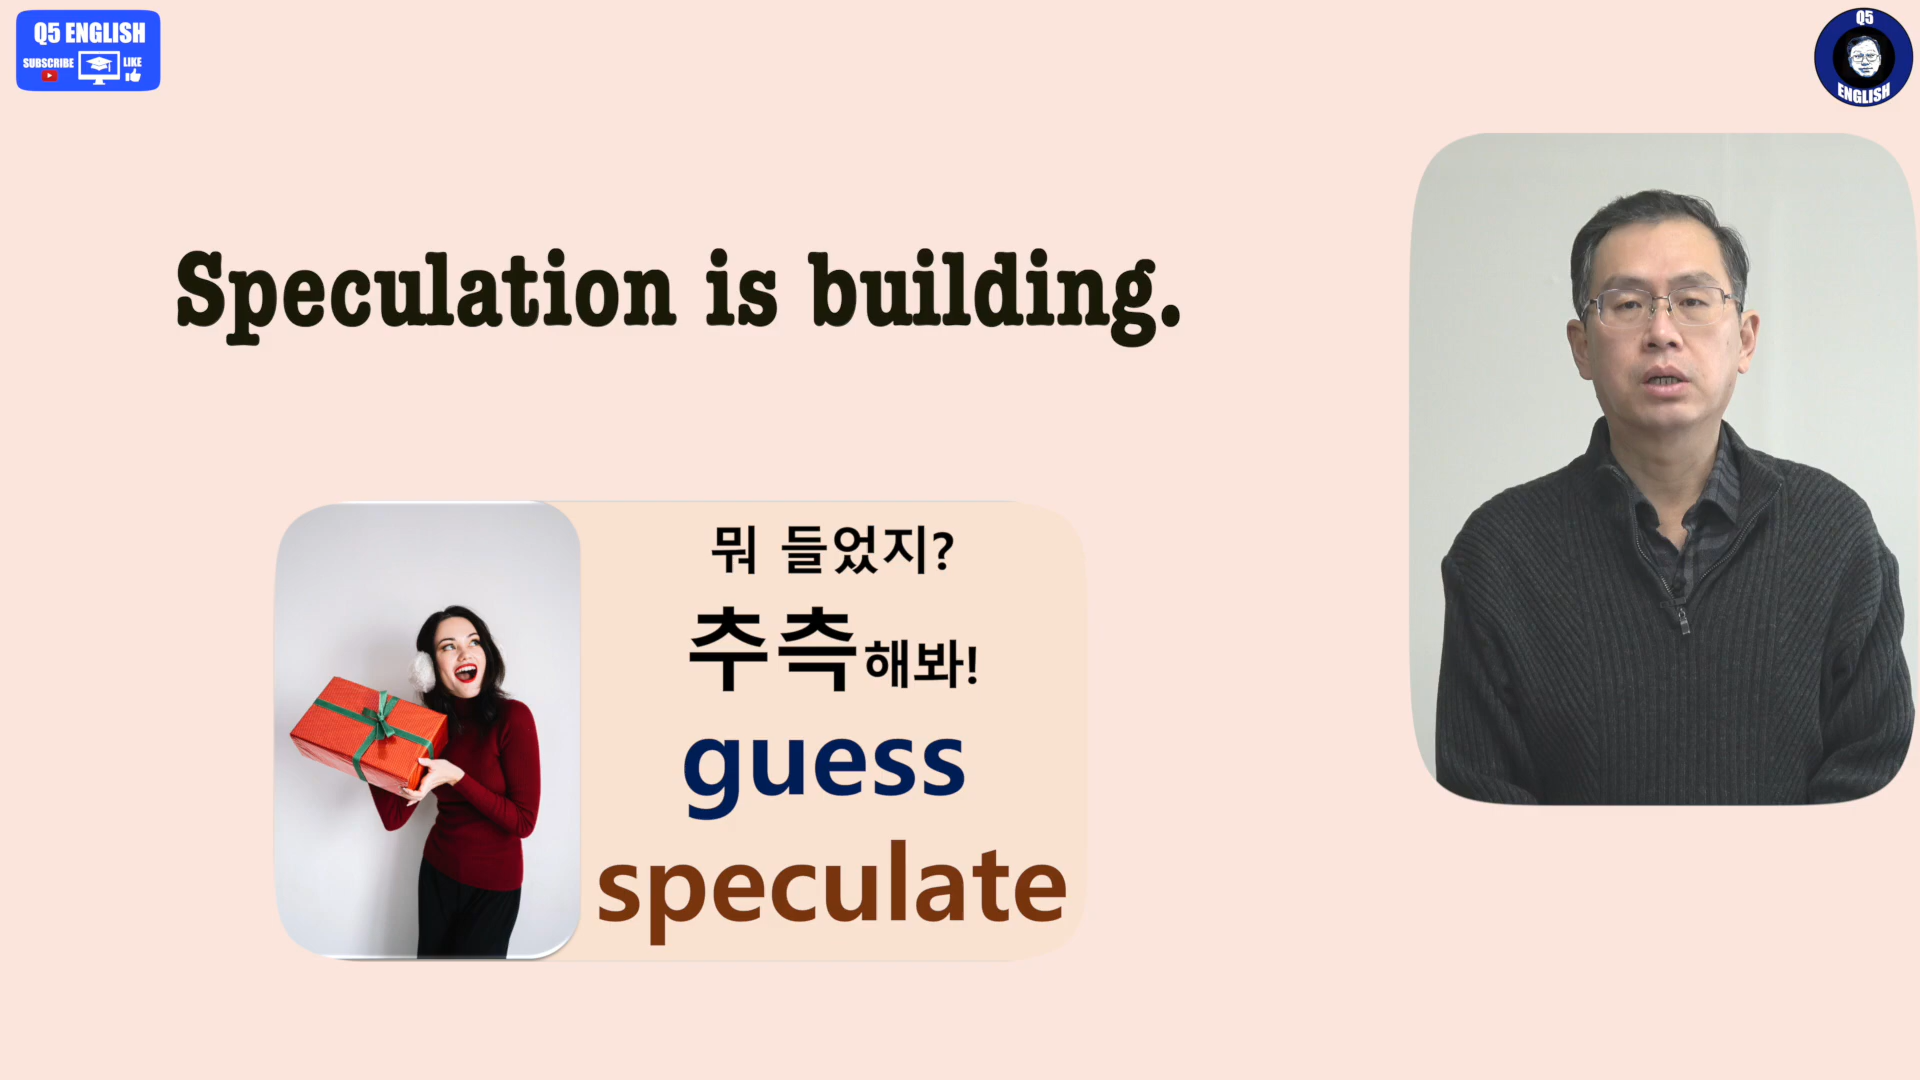 Q5 ENGLISH
SUBSCRIBE
LIKE
Q5
ENGLISH
Speculation is building.
뭐 들었지?
추측해봐!
guess
speculate